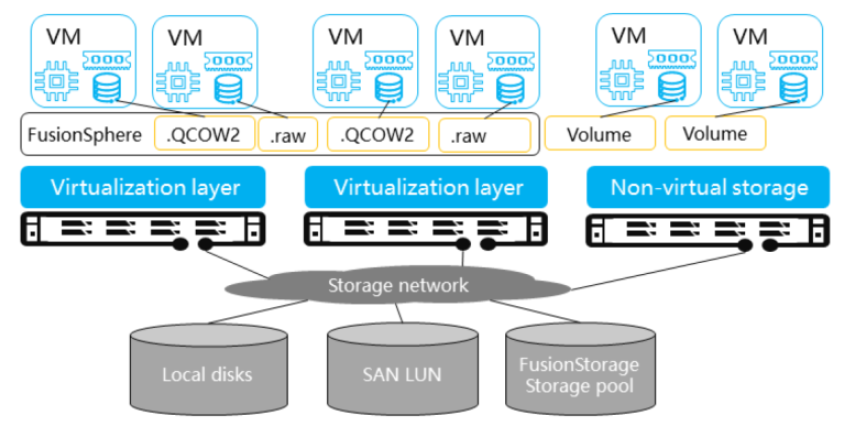 VM
VM
VM
VM
VM
VM
FusionSphere
.QCOW2
.raw
.QCOW2
.raw
Volume
Volume
Virtualization layer
Virtualization layer
Non-virtual storage
Storage network
Local disks
SAN LUN
FusionStorage
Storage pool